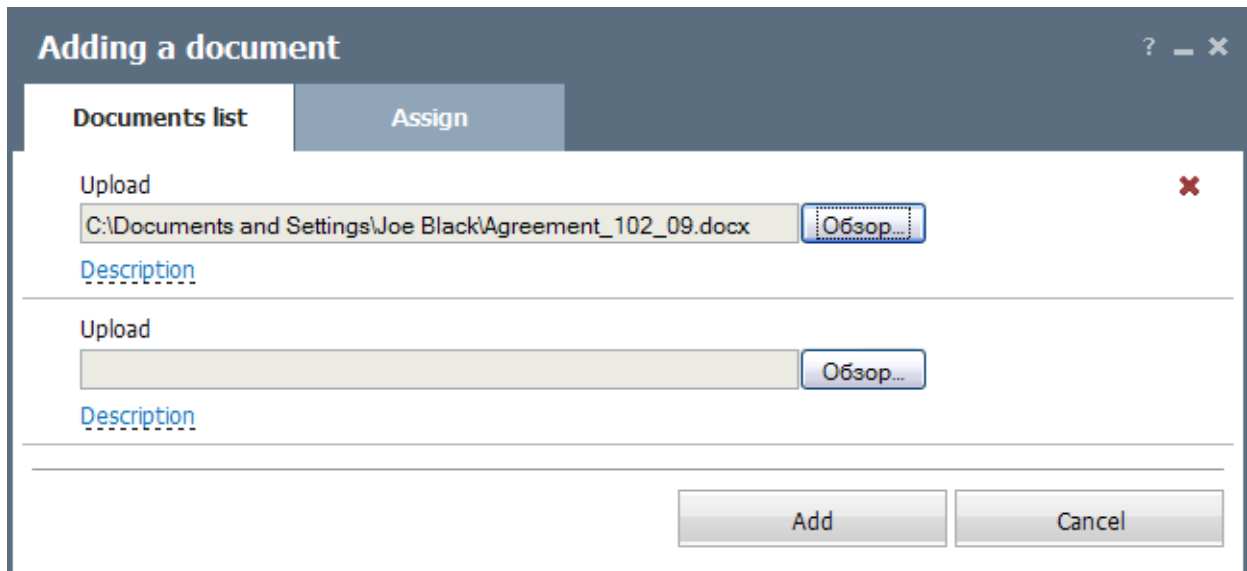 Adding a document
?
Documents list Assign
Upload
C:\Documents and Settings\Joe Black\Agreement_102_09.docx Обзор...
Description
Upload
Обзор...
Description
Add Cancel